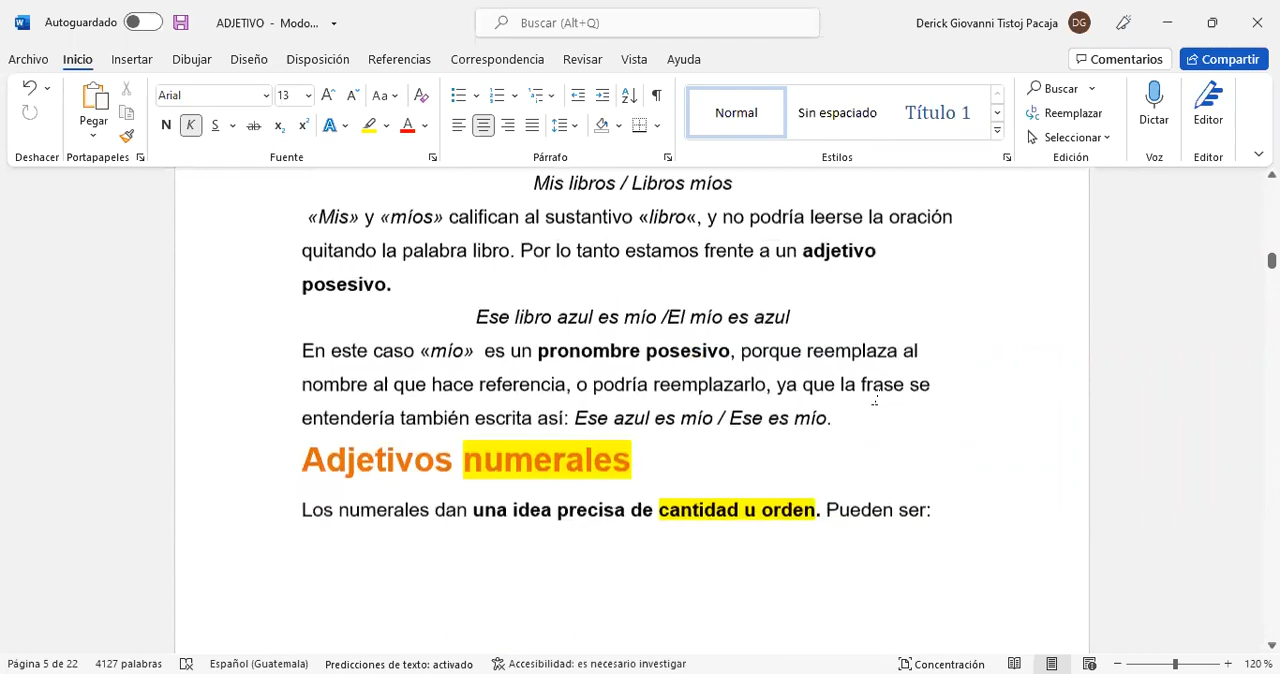 Autoguardado ADJETIVO - Modo... Buscar (Alt+Q) Derick Giovanni Tistoj Pacaja DG
Archivo Inicio Insertar Dibujar Diseño Disposición Referencias Correspondencia Revisar Vista Ayuda Comentarios Compartir
Pegar Arial 13 Aa Normal Sin espaciado Título 1 Buscar Reemplazar Seleccionar Dictar Editor
N K S ab x₂ x² A A
Deshacer Portapapeles Fuente Párrafo Estilos Edición Voz Editor
Mis libros / Libros míos
«Mis» y «míos» califican al sustantivo «libro«, y no podría leerse la oración
quitando la palabra libro. Por lo tanto estamos frente a un adjetivo
posesivo.
Ese libro azul es mío /El mío es azul
En este caso «mío» es un pronombre posesivo, porque reemplaza al
nombre al que hace referencia, o podría reemplazarlo, ya que la frase se
entendería también escrita así: Ese azul es mío / Ese es mío.
Adjetivos numerales
Los numerales dan una idea precisa de cantidad u orden. Pueden ser:
Página 5 de 22 4127 palabras Español (Guatemala) Predicciones de texto: activado Accesibilidad: es necesario investigar Concentración 120 %